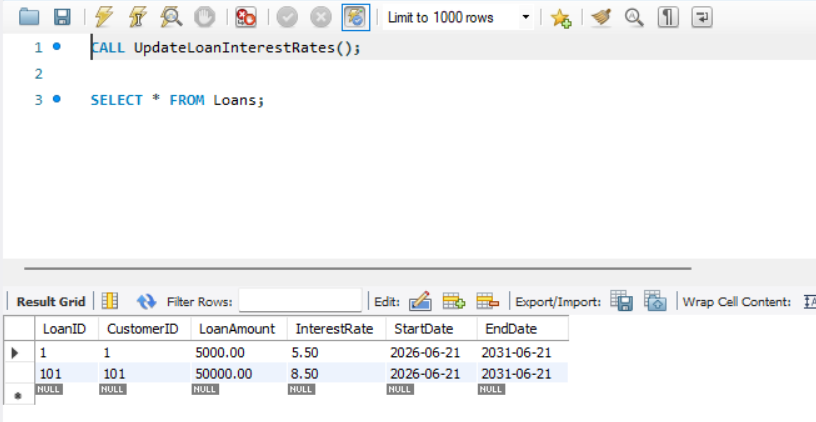 Limit to 1000 rows
1 CALL UpdateLoanInterestRates();
2
3 SELECT * FROM Loans;
Result Grid Filter Rows: Edit: Export/Import: Wrap Cell Content:
LoanID CustomerID LoanAmount InterestRate StartDate EndDate
1 1 5000.00 5.50 2026-06-21 2031-06-21
101 101 50000.00 8.50 2026-06-21 2031-06-21
NULL NULL NULL NULL NULL NULL